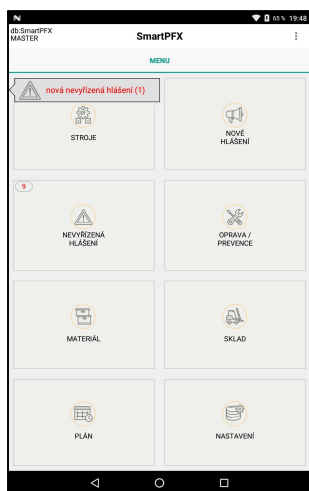 65 % 19:48
db:SmartPFX
MASTER
SmartPFX
MENU
nová nevyřízená hlášení (1)
STROJE
NOVÉ
HLÁŠENÍ
9
NEVYŘÍZENÁ
HLÁŠENÍ
OPRAVA /
PREVENCE
MATERIÁL
SKLAD
PLÁN
NASTAVENÍ